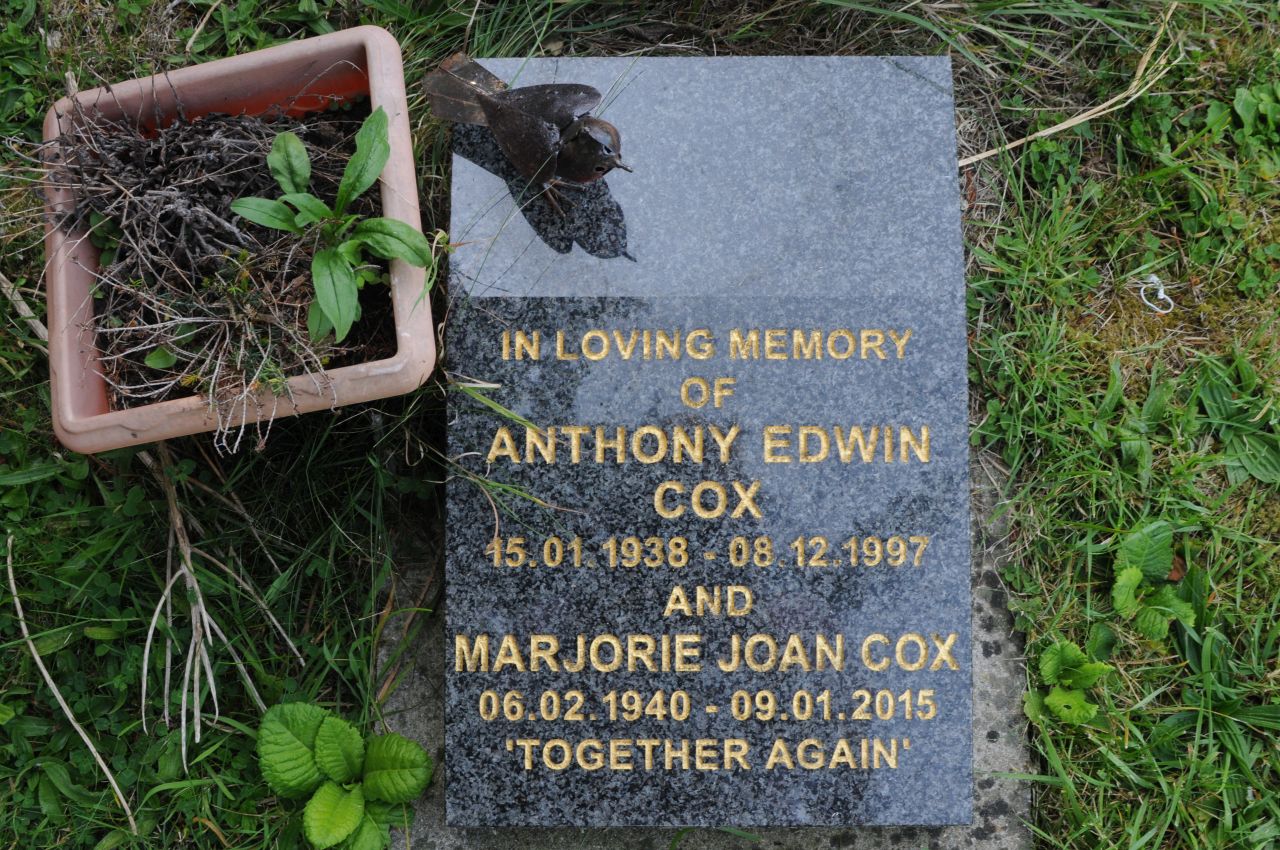 IN LOVING MEMORY
OF
ANTHONY EDWIN
COX
15.01.1938 - 08.12.1997
AND
MARJORIE JOAN COX
06.02.1940 - 09.01.2015
'TOGETHER AGAIN'